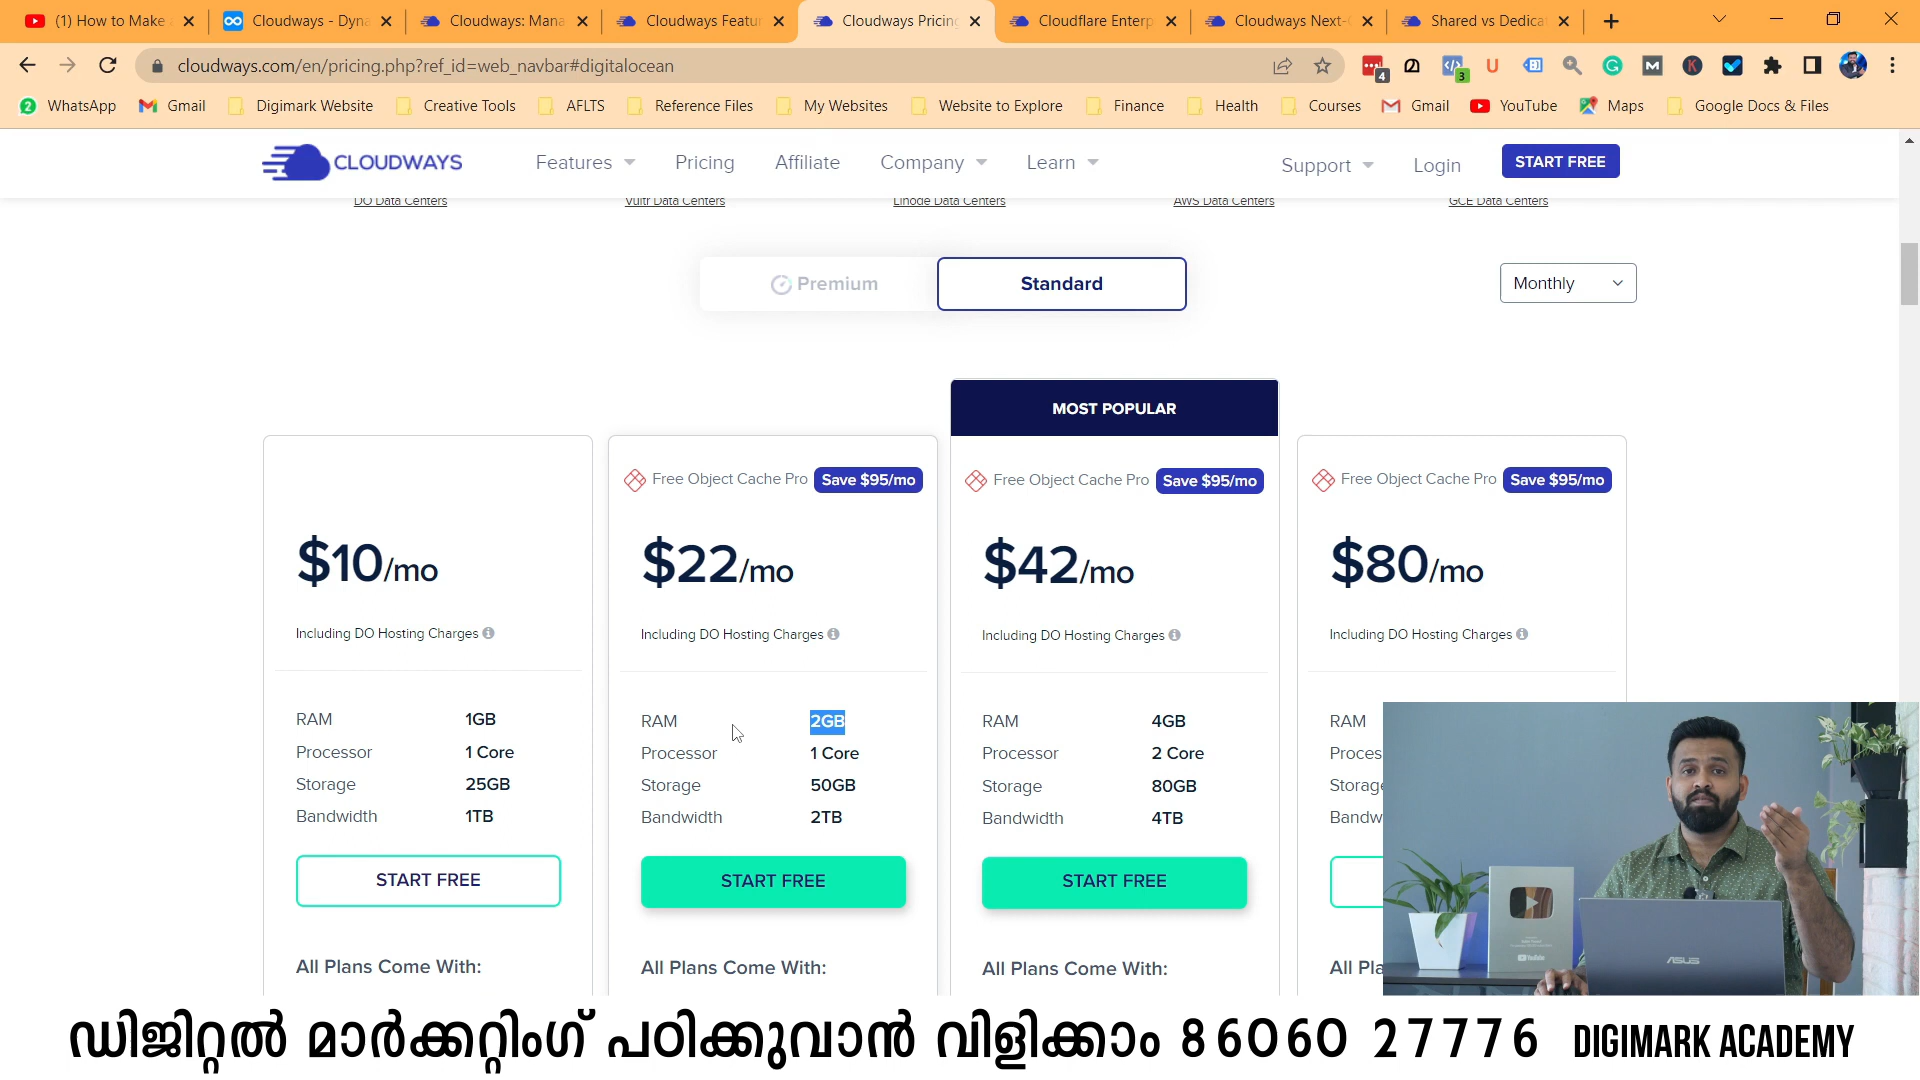 (1) How to Make
Cloudways - Dyna
Cloudways: Mana
Cloudways Featur
Cloudways Pricing
Cloudflare Enterp
Cloudways Next-
Shared vs Dedica
cloudways.com/en/pricing.php?ref_id=web_navbar#digitalocean
WhatsApp
Gmail
Digimark Website
Creative Tools
AFLTS
Reference Files
My Websites
Website to Explore
Finance
Health
Courses
Gmail
YouTube
Maps
Google Docs & Files
CLOUDWAYS
Features
Pricing
Affiliate
Company
Learn
Support
Login
START FREE
DO Data Centers
Vultr Data Centers
Linode Data Centers
AWS Data Centers
GCE Data Centers
Premium
Standard
Monthly
MOST POPULAR
$10/mo
Including DO Hosting Charges
RAM 1GB
Processor 1 Core
Storage 25GB
Bandwidth 1TB
START FREE
All Plans Come With:
Free Object Cache Pro Save $95/mo
$22/mo
Including DO Hosting Charges
RAM 2GB
Processor 1 Core
Storage 50GB
Bandwidth 2TB
START FREE
All Plans Come With:
Free Object Cache Pro Save $95/mo
$42/mo
Including DO Hosting Charges
RAM 4GB
Processor 2 Core
Storage 80GB
Bandwidth 4TB
START FREE
All Plans Come With:
Free Object Cache Pro Save $95/mo
$80/mo
Including DO Hosting Charges
RAM
Proces
Storage
Bandw
All Pla
YouTube
ASUS
ഡിജിറ്റൽ മാർക്കറ്റിംഗ് പഠിക്കുവാൻ വിളിക്കാം 86060 27776 DIGIMARK ACADEMY